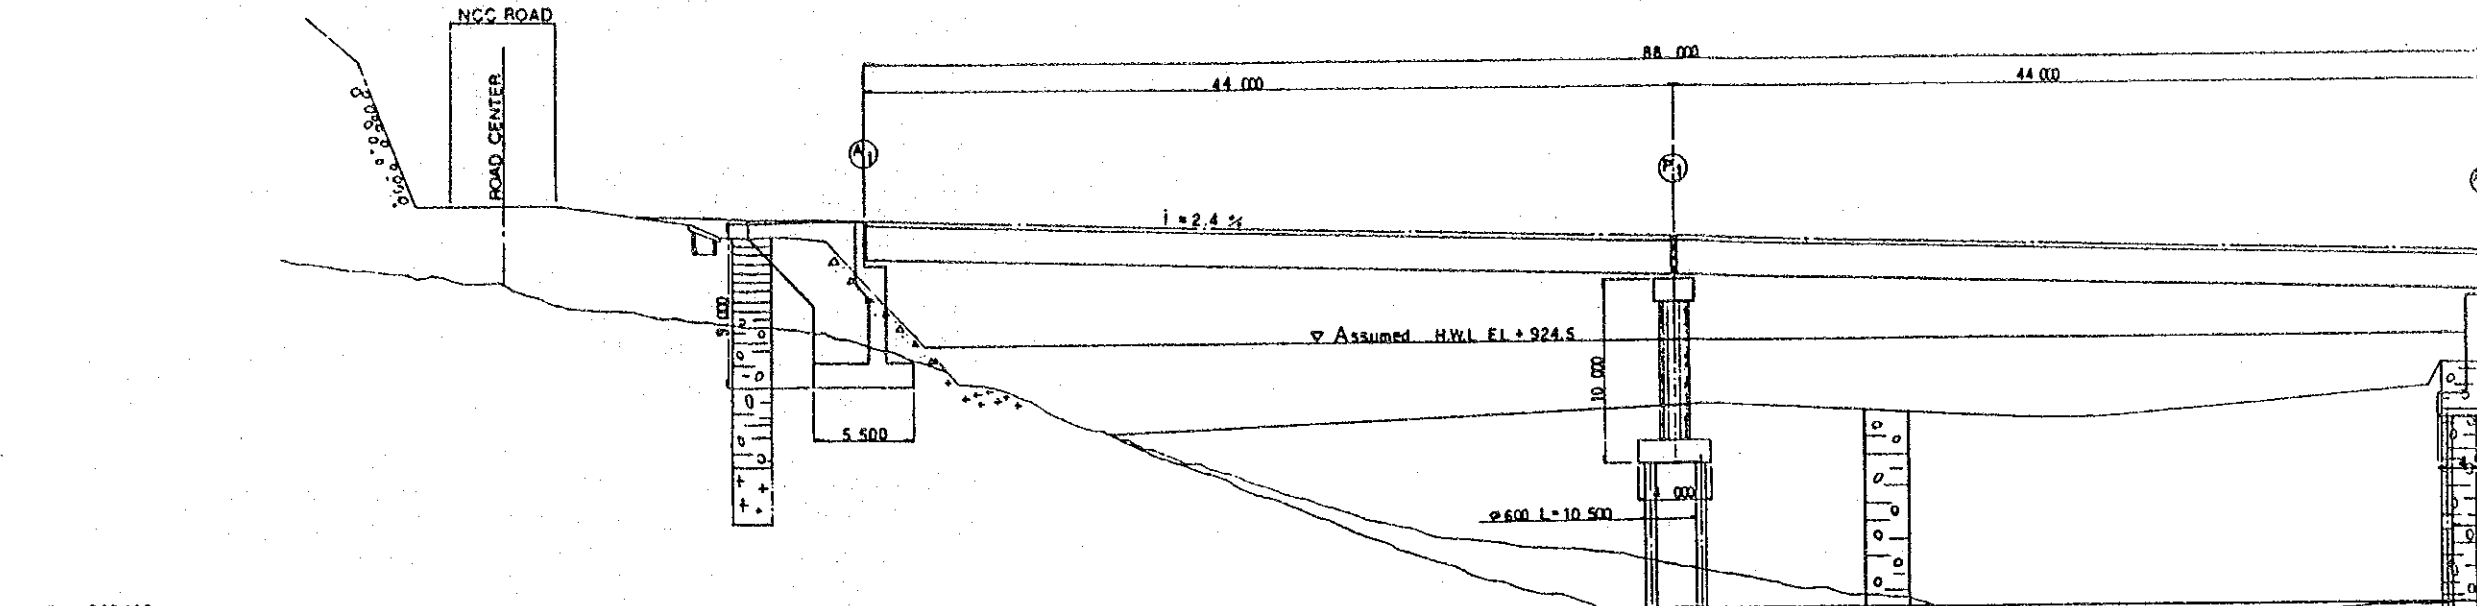 NCC ROAD
88 000
44 000
44 000
ROAD CENTER
A1
P1
i = 2.4 %
9 000
▽ Assumed H.W.L EL + 924.5
10 000
5 500
4 000
φ600 L=10 500